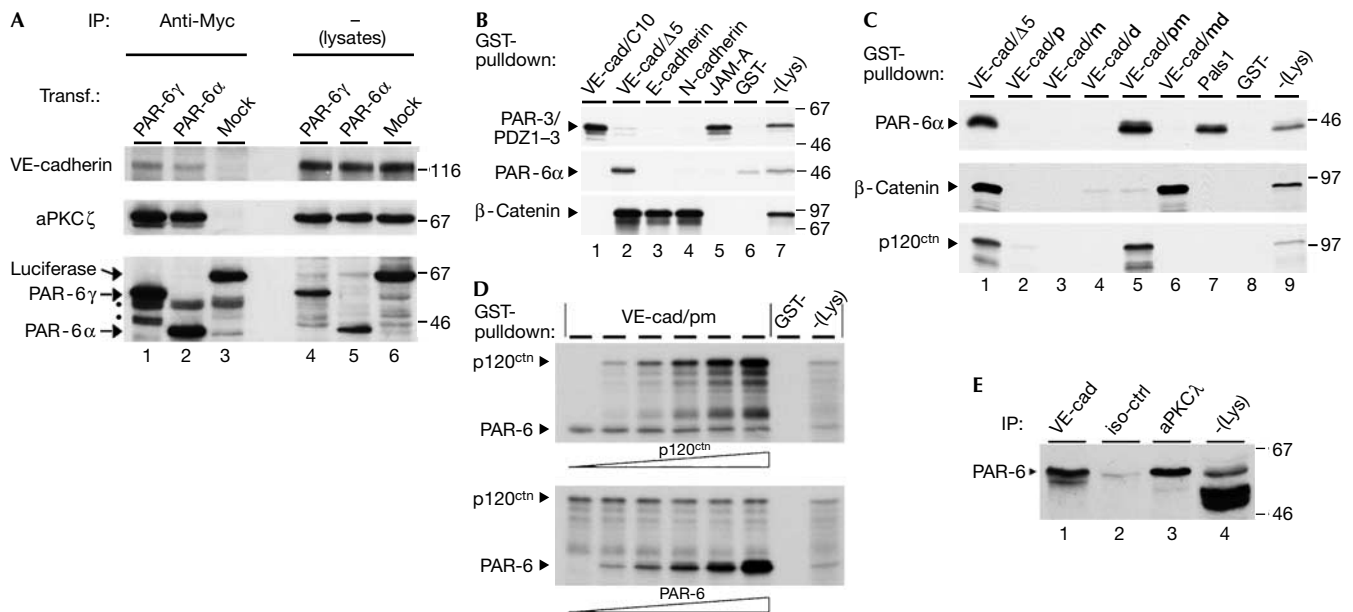 A
IP:
Anti-Myc
–
(lysates)
Transf.:
PAR-6γ
PAR-6α
Mock
PAR-6γ
PAR-6α
Mock
VE-cadherin
116
aPKCζ
67
Luciferase
67
PAR-6γ
PAR-6α
46
1 2 3 4 5 6
B
GST-
pulldown:
VE-cad/C10
VE-cad/Δ5
E-cadherin
N-cadherin
JAM-A
GST-
-(Lys)
PAR-3/
PDZ1–3
67
46
PAR-6α
46
β-Catenin
97
67
1 2 3 4 5 6 7
C
GST-
pulldown:
VE-cad/Δ5
VE-cad/p
VE-cad/m
VE-cad/d
VE-cad/pm
VE-cad/md
Pals1
GST-
-(Lys)
PAR-6α
46
β-Catenin
97
p120ctn
97
1 2 3 4 5 6 7 8 9
D
GST-
pulldown:
VE-cad/pm
GST-
-(Lys)
p120ctn
PAR-6
p120ctn
p120ctn
PAR-6
PAR-6
E
IP:
VE-cad
iso-ctrl
aPKCλ
-(Lys)
PAR-6
67
46
1 2 3 4